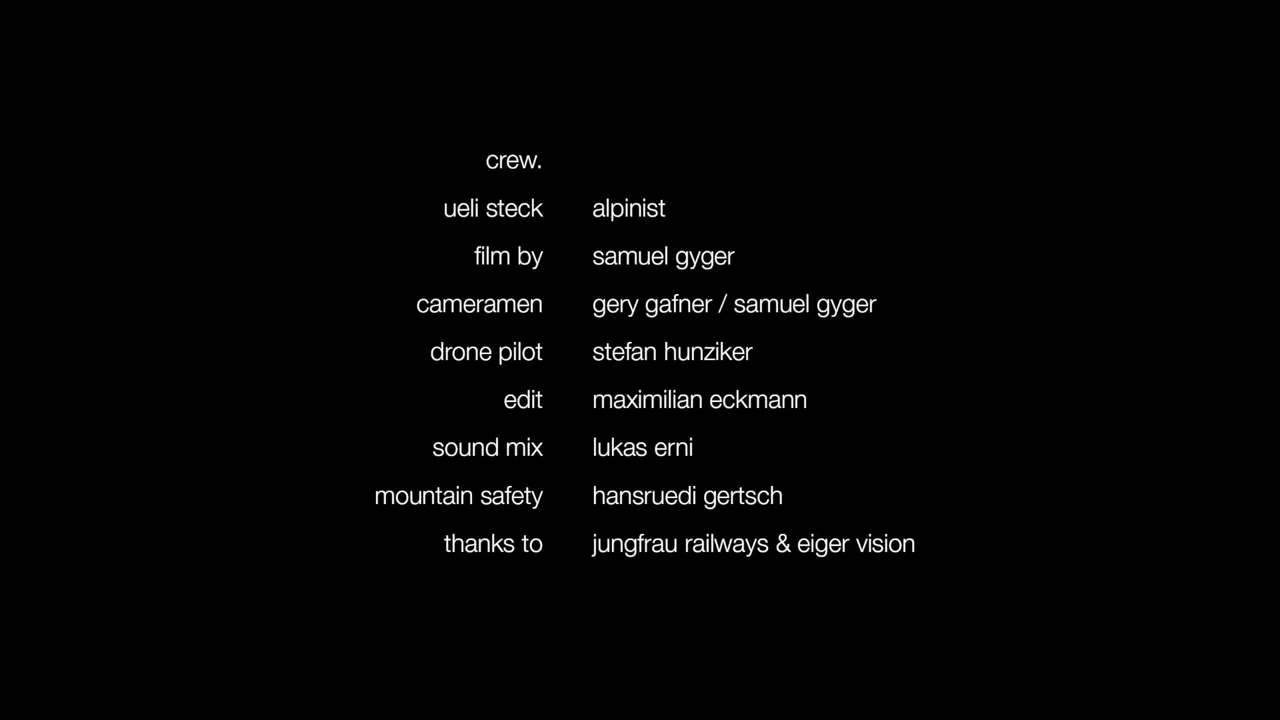 crew.
ueli steck alpinist
film by samuel gyger
cameramen gery gafner / samuel gyger
drone pilot stefan hunziker
edit maximilian eckmann
sound mix lukas erni
mountain safety hansruedi gertsch
thanks to jungfrau railways & eiger vision